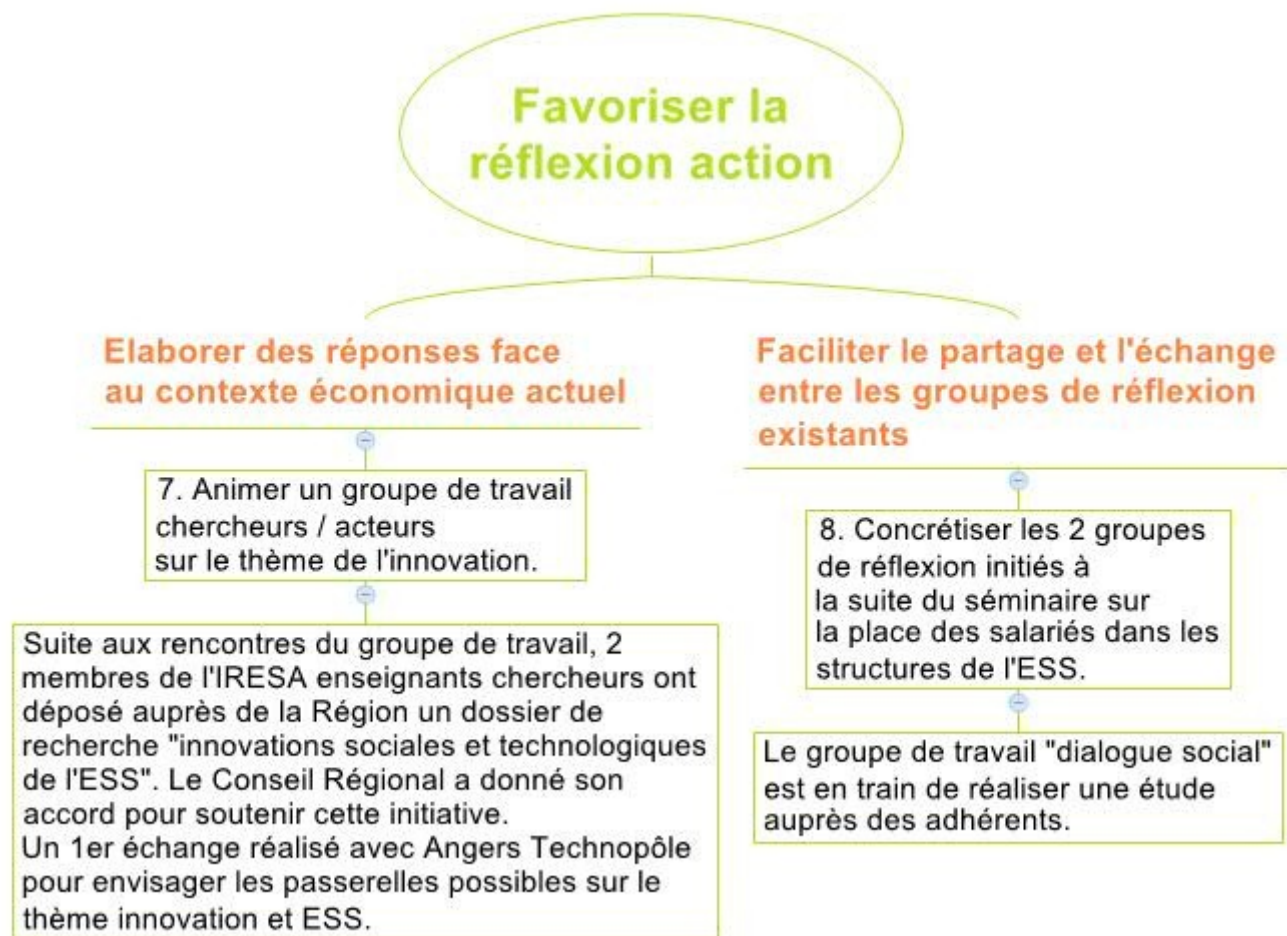 Favoriser la
réflexion action
Elaborer des réponses face
au contexte économique actuel
7. Animer un groupe de travail
chercheurs / acteurs
sur le thème de l'innovation.
Suite aux rencontres du groupe de travail, 2
membres de l'IRESA enseignants chercheurs ont
déposé auprès de la Région un dossier de
recherche "innovations sociales et technologiques
de l'ESS". Le Conseil Régional a donné son
accord pour soutenir cette initiative.
Un 1er échange réalisé avec Angers Technopôle
pour envisager les passerelles possibles sur le
thème innovation et ESS.
Faciliter le partage et l'échange
entre les groupes de réflexion
existants
8. Concrétiser les 2 groupes
de réflexion initiés à
la suite du séminaire sur
la place des salariés dans les
structures de l'ESS.
Le groupe de travail "dialogue social"
est en train de réaliser une étude
auprès des adhérents.